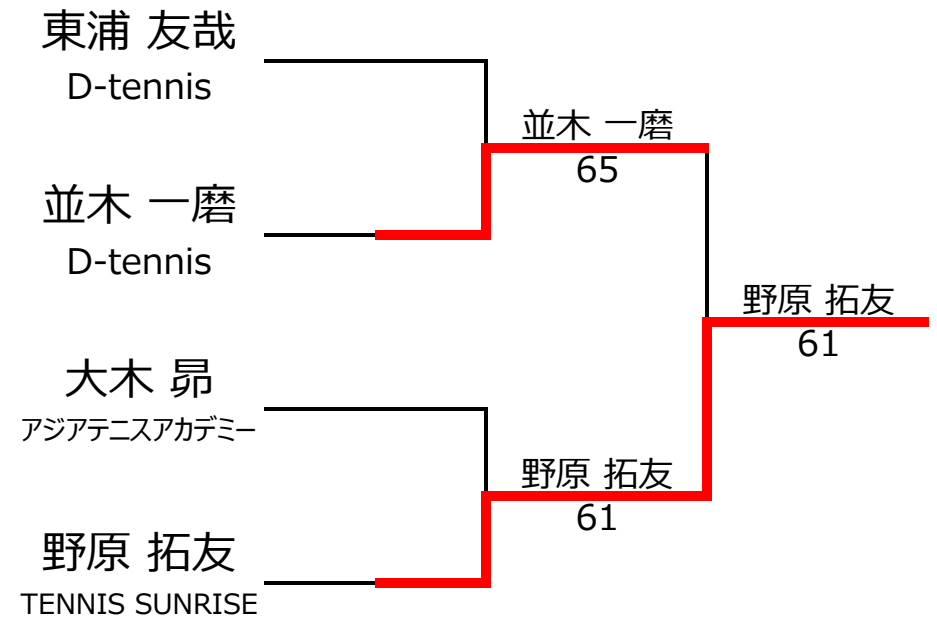 東浦 友哉
D-tennis
並木 一磨
65
並木 一磨
D-tennis
野原 拓友
61
大木 昴
アジアテニスアカデミー
野原 拓友
61
野原 拓友
TENNIS SUNRISE